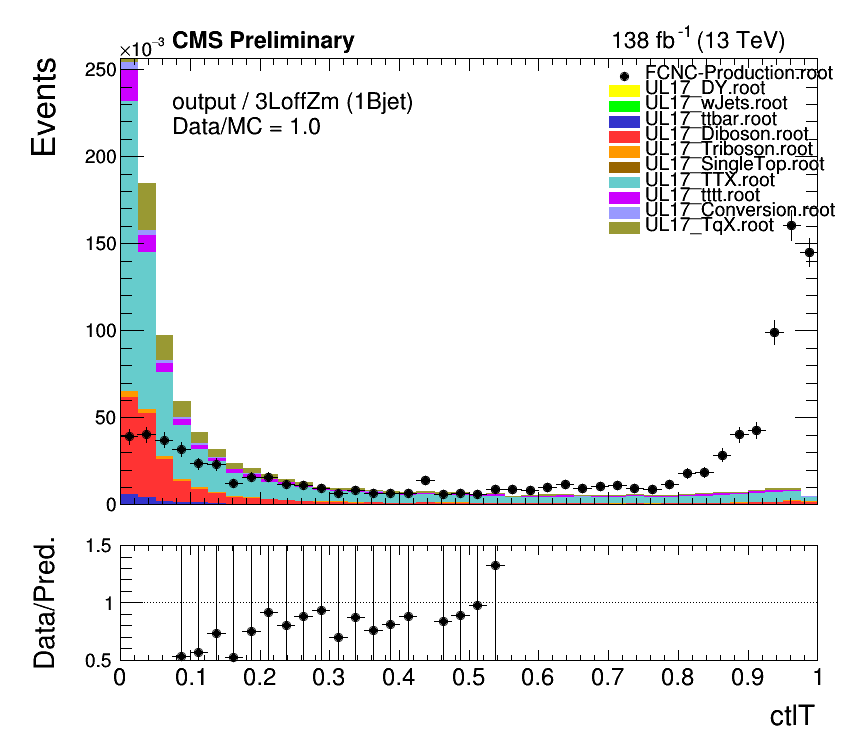 ×10⁻³ CMS Preliminary 138 fb⁻¹ (13 TeV)
Events
250
200
150
100
50
0
output / 3LoffZm (1Bjet)
Data/MC = 1.0
FCNC-Production.root
UL17_DY.root
UL17_wJets.root
UL17_ttbar.root
UL17_Diboson.root
UL17_Triboson.root
UL17_SingleTop.root
UL17_TTX.root
UL17_tttt.root
UL17_Conversion.root
UL17_TqX.root
Data/Pred.
1.5
1
0.5
0 0.1 0.2 0.3 0.4 0.5 0.6 0.7 0.8 0.9 1
ctlT